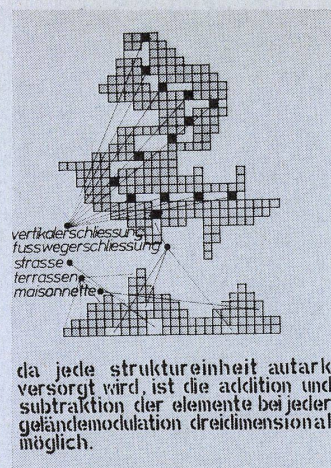 vertikalerschliessung
fusswegerschliessung
strasse
terrassen
maisannette
da jede struktureinheit autark
versorgt wird, ist die addition und
subtraktion der elemente bei jeder
geländemodulation dreidimensional
möglich.